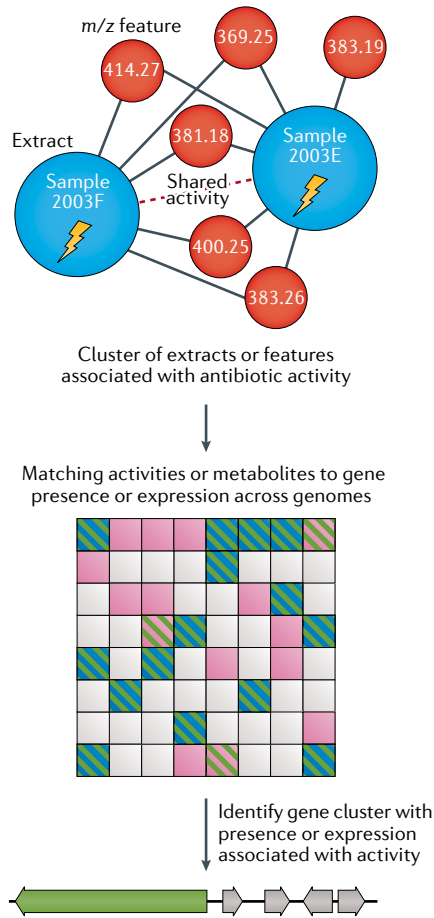 m/z feature
369.25
383.19
414.27
381.18
Extract
Sample
2003E
Sample
2003F
Shared
activity
400.25
383.26
Cluster of extracts or features
associated with antibiotic activity
Matching activities or metabolites to gene
presence or expression across genomes
Identify gene cluster with
presence or expression
associated with activity